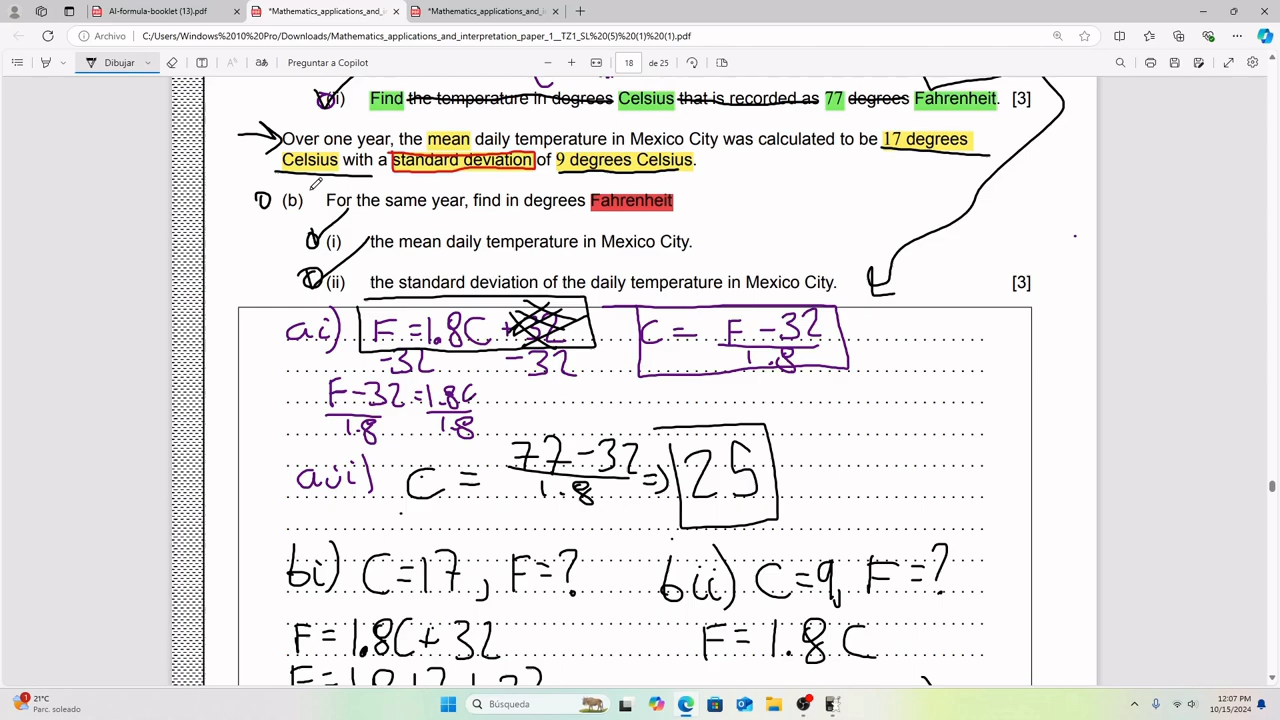 AI-formula-booklet (13).pdf
*Mathematics_applications_and_in
*Mathematics_applications_and_int
Archivo
C:/Users/Windows%2010%20Pro/Downloads/Mathematics_applications_and_interpretation_paper_1__TZ1_SL%20(5)%20(1)%20(1).pdf
Dibujar
Preguntar a Copilot
18 de 25
Find the temperature in degrees Celsius that is recorded as 77 degrees Fahrenheit. [3]
Over one year, the mean daily temperature in Mexico City was calculated to be 17 degrees
Celsius with a standard deviation of 9 degrees Celsius.
(b) For the same year, find in degrees Fahrenheit
(i) the mean daily temperature in Mexico City.
(ii) the standard deviation of the daily temperature in Mexico City. [3]
ai) F=1.8C +32 C= F-32
-32 -32 1.8
F-32=1.8C
1.8 1.8
aii) C = 77-32 => 25
1.8
bi) C=17, F=? bii) C=9, F=?
F=1.8C+32 F=1.8C
21°C
Parc. soleado
Búsqueda
12:07 PM
10/15/2024